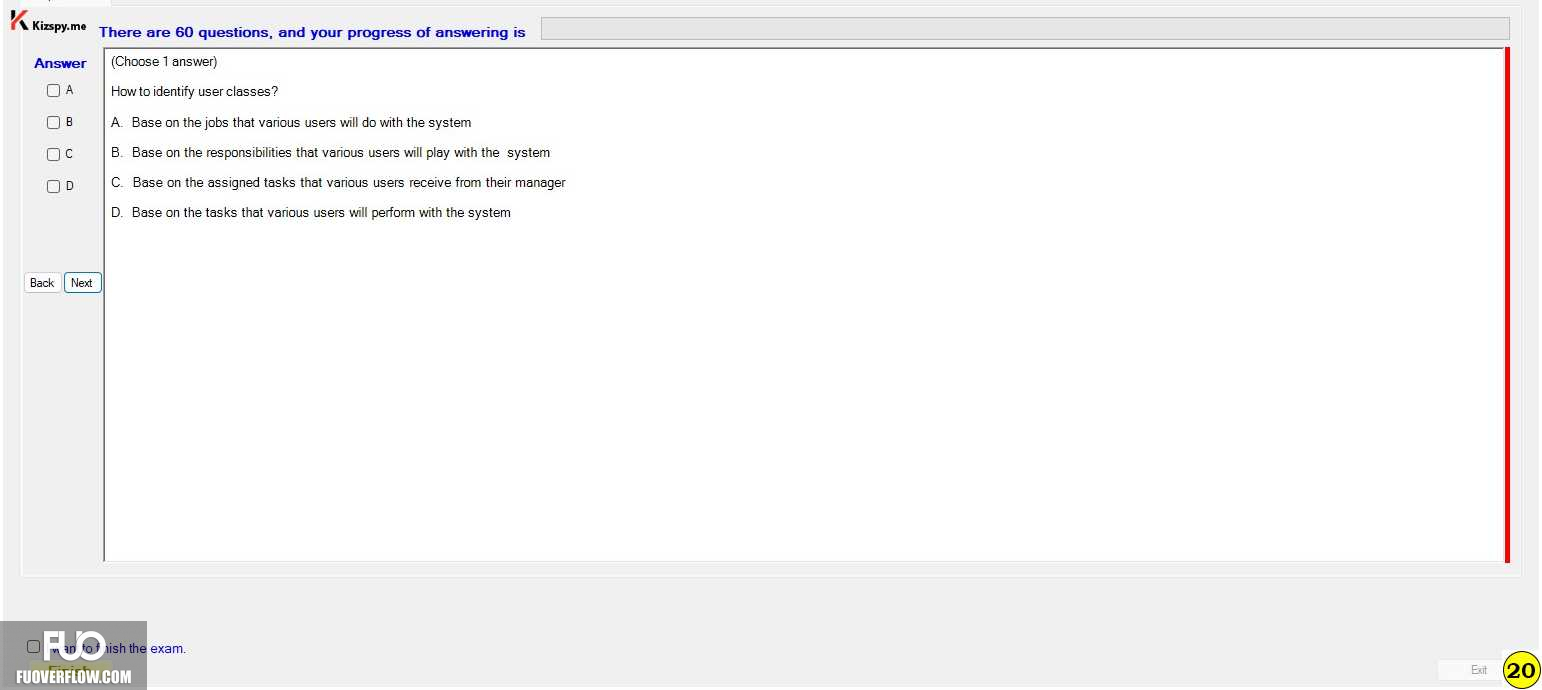 Kizspy.me
There are 60 questions, and your progress of answering is
Answer
(Choose 1 answer)
A
How to identify user classes?
B
A. Base on the jobs that various users will do with the system
C
B. Base on the responsibilities that various users will play with the system
D
C. Base on the assigned tasks that various users receive from their manager
D. Base on the tasks that various users will perform with the system
Back
Next
FUO
want to finish the exam.
Finish
FUOVERFLOW.COM
Exit
20